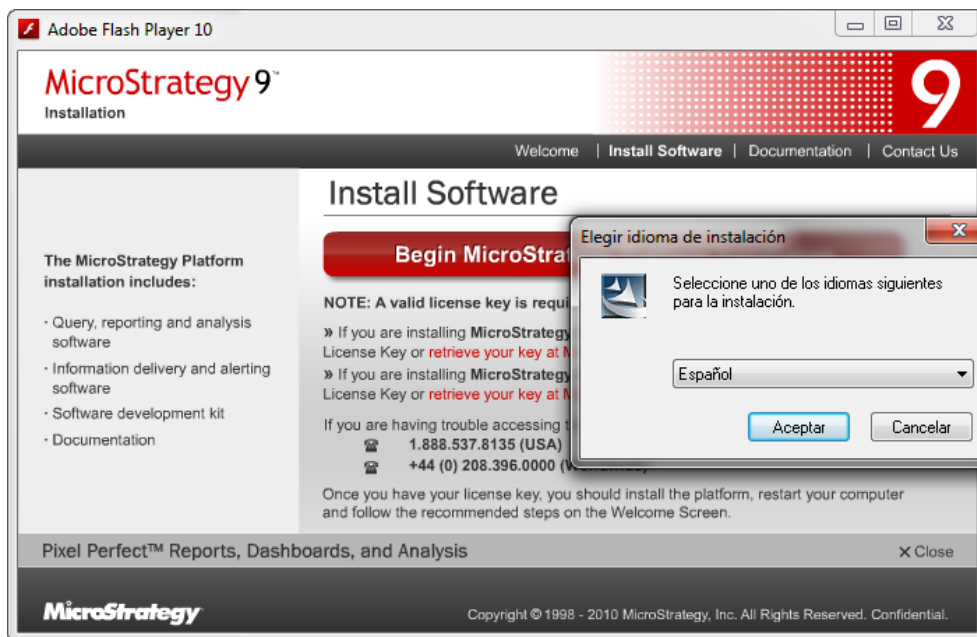 Adobe Flash Player 10
MicroStrategy 9™
Installation
9
Welcome | Install Software | Documentation | Contact Us
Install Software
The MicroStrategy Platform
installation includes:
· Query, reporting and analysis
software
· Information delivery and alerting
software
· Software development kit
· Documentation
Begin MicroStrat
NOTE: A valid license key is requi
» If you are installing MicroStrategy
License Key or retrieve your key at M
» If you are installing MicroStrategy
License Key or retrieve your key at M
If you are having trouble accessing t
1.888.537.8135 (USA)
+44 (0) 208.396.0000 (Worldwide)
Once you have your license key, you should install the platform, restart your computer
and follow the recommended steps on the Welcome Screen.
Elegir idioma de instalación
Seleccione uno de los idiomas siguientes
para la instalación.
Español
Aceptar
Cancelar
Pixel Perfect™ Reports, Dashboards, and Analysis
X Close
MicroStrategy
Copyright © 1998 - 2010 MicroStrategy, Inc. All Rights Reserved. Confidential.